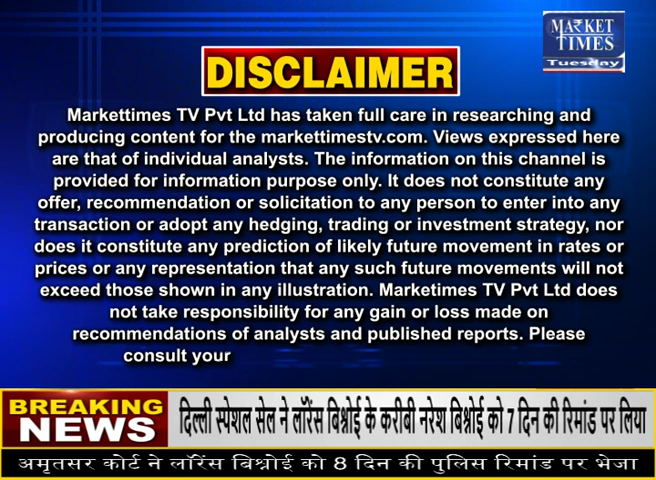 MARKET
TIMES
Tuesday
DISCLAIMER
Markettimes TV Pvt Ltd has taken full care in researching and
producing content for the markettimestv.com. Views expressed here
are that of individual analysts. The information on this channel is
provided for information purpose only. It does not constitute any
offer, recommendation or solicitation to any person to enter into any
transaction or adopt any hedging, trading or investment strategy, nor
does it constitute any prediction of likely future movement in rates or
prices or any representation that any such future movements will not
exceed those shown in any illustration. Marketimes TV Pvt Ltd does
not take responsibility for any gain or loss made on
recommendations of analysts and published reports. Please
consult your
BREAKING
NEWS
दिल्ली स्पेशल सेल ने लॉरेंस बिश्नोई के करीबी नरेश बिश्नोई को 7 दिन की रिमांड पर लिया
अमृतसर कोर्ट ने लॉरेंस बिश्नोई को 8 दिन की पुलिस रिमांड पर भेजा